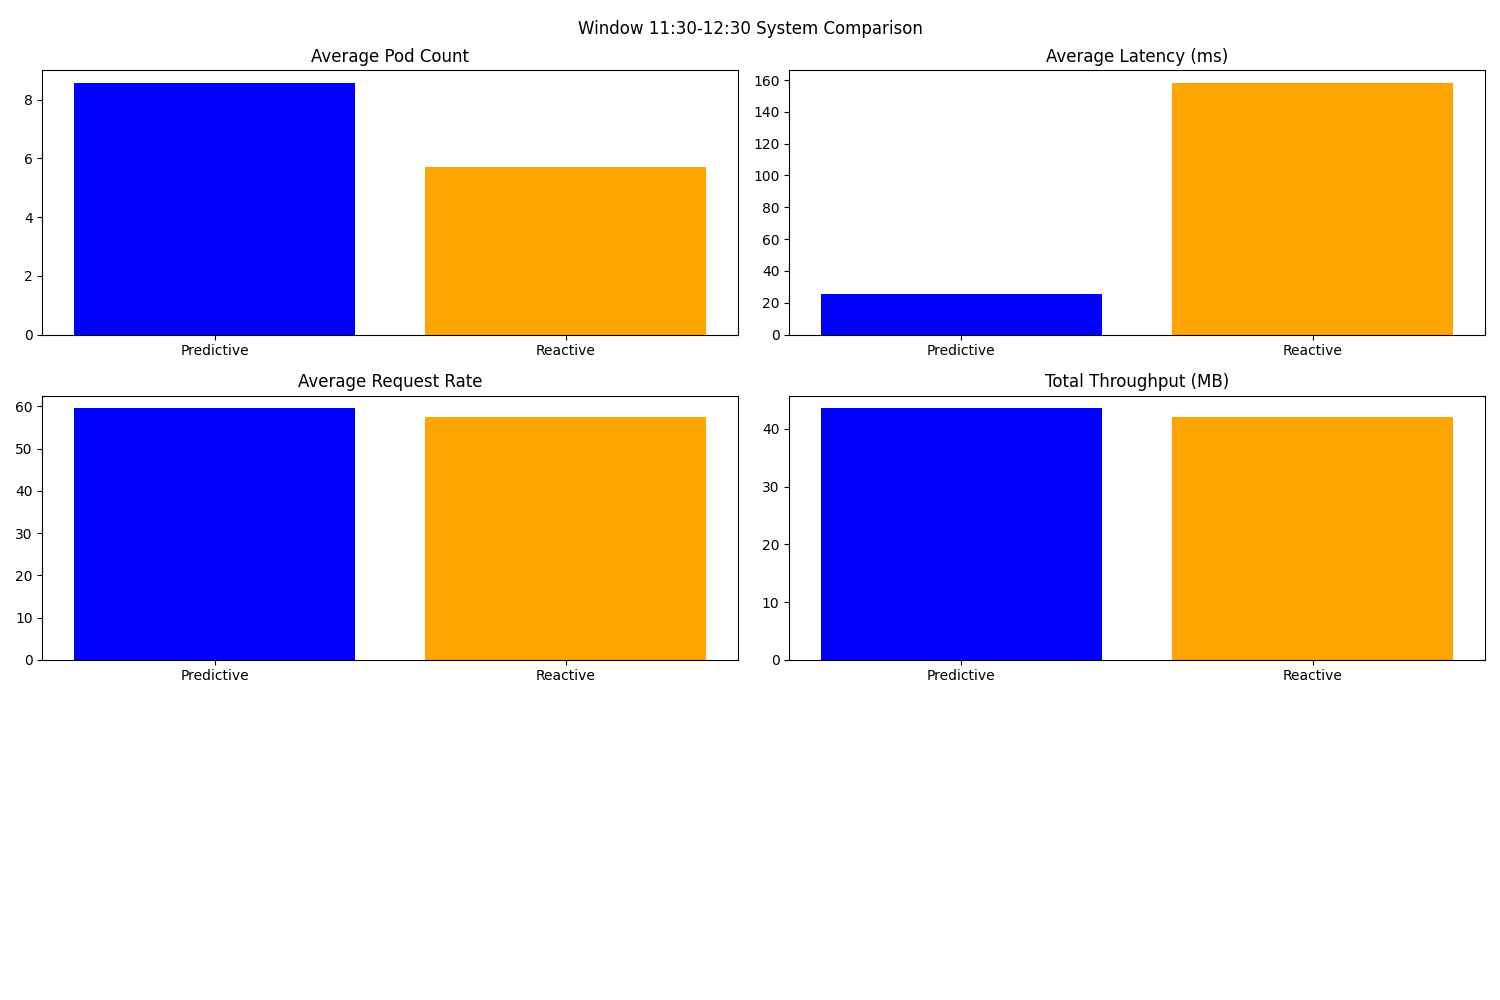 Window 11:30-12:30 System Comparison
Average Pod Count
8
6
4
2
0
Predictive Reactive
Average Latency (ms)
160
140
120
100
80
60
40
20
0
Predictive Reactive
Average Request Rate
60
50
40
30
20
10
0
Predictive Reactive
Total Throughput (MB)
40
30
20
10
0
Predictive Reactive